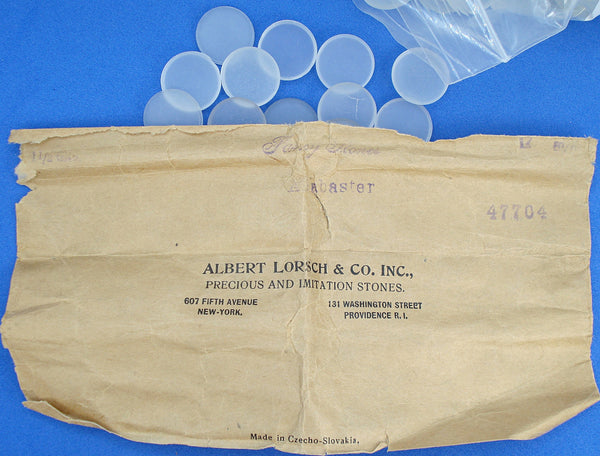 Fancy Stones
Alabaster
47704
ALBERT LORSCH & CO. INC.,
PRECIOUS AND IMITATION STONES.
607 FIFTH AVENUE
NEW-YORK.
131 WASHINGTON STREET
PROVIDENCE R. I.
Made in Czecho-Slovakia,